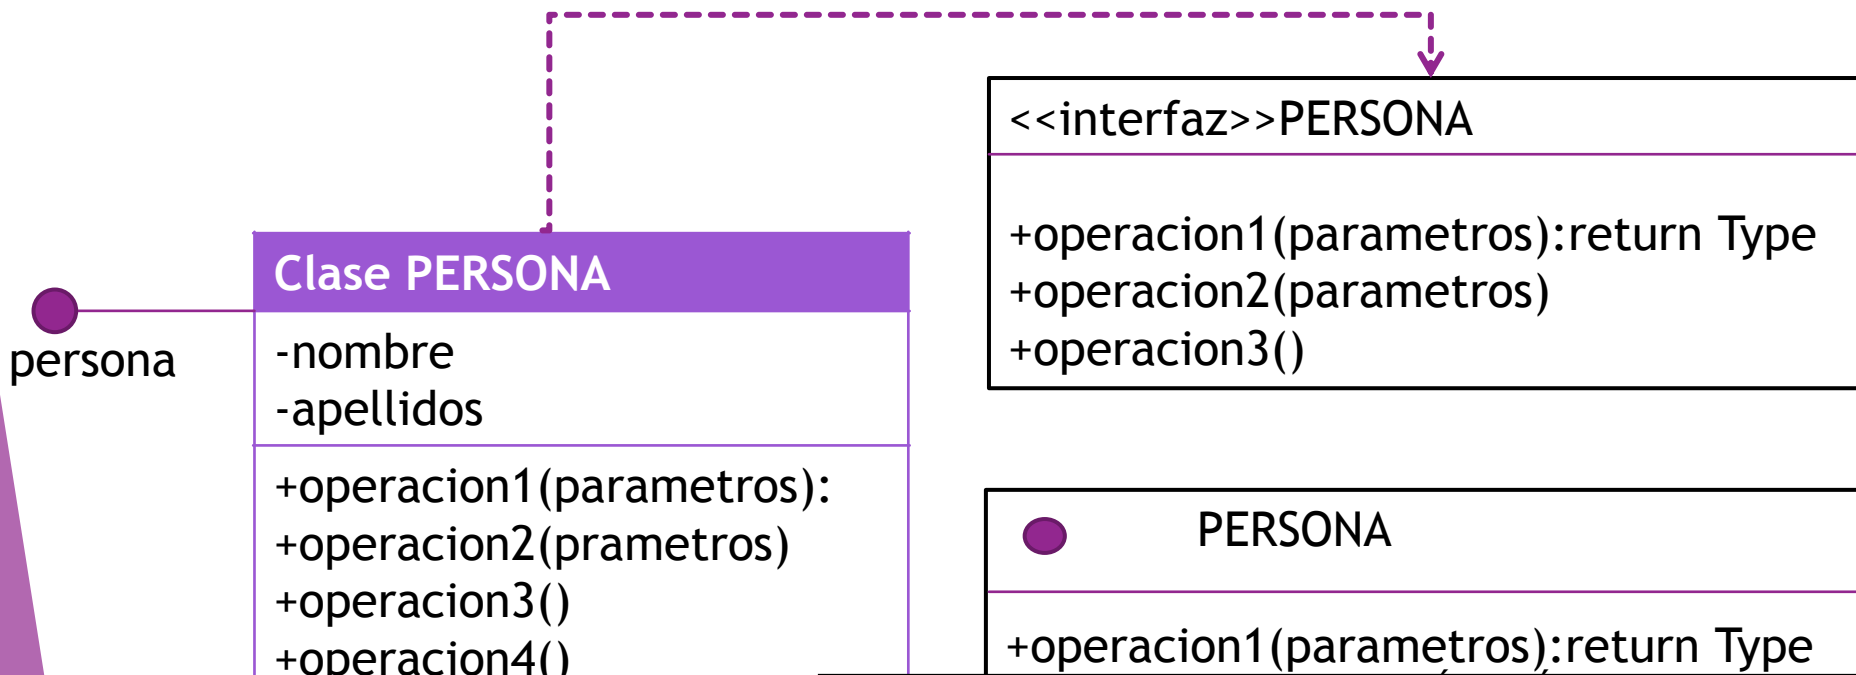 <<interfaz>>PERSONA
+operacion1(parametros):return Type
+operacion2(parametros)
+operacion3()
persona
Clase PERSONA
-nombre
-apellidos
+operacion1(parametros):
+operacion2(prametros)
+operacion3()
+operacion4()
PERSONA
+operacion1(parametros):return Type